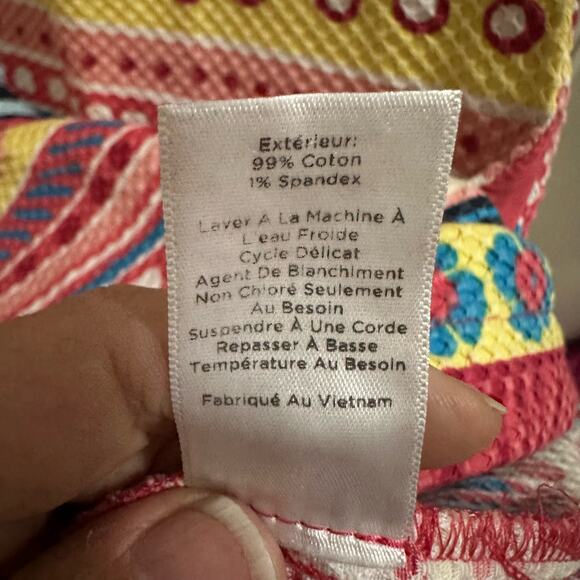 Extérieur:
99% Coton
1% Spandex
Laver A La Machine À
L'eau Froide
Cycle Délicat
Agent De Blanchiment
Non Chloré Seulement
Au Besoin
Suspendre À Une Corde
Repasser À Basse
Température Au Besoin
Fabriqué Au Vietnam